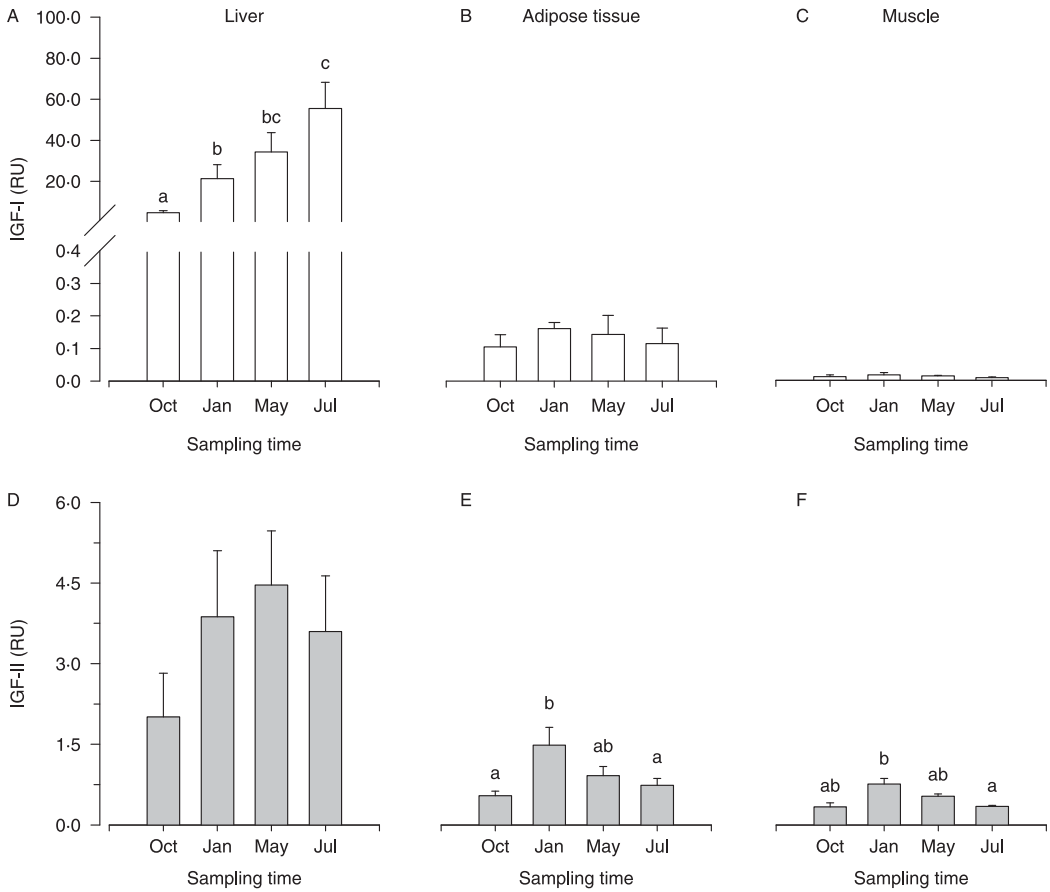 A Liver B Adipose tissue C Muscle
100·0
80·0
60·0
40·0
20·0
0·4
0·3
0·2
0·1
0·0
IGF-I (RU)
a b bc c
Oct Jan May Jul Oct Jan May Jul Oct Jan May Jul
Sampling time Sampling time Sampling time
D E F
6·0
4·5
3·0
1·5
0·0
IGF-II (RU)
a b ab a
ab b ab a
Oct Jan May Jul Oct Jan May Jul Oct Jan May Jul
Sampling time Sampling time Sampling time